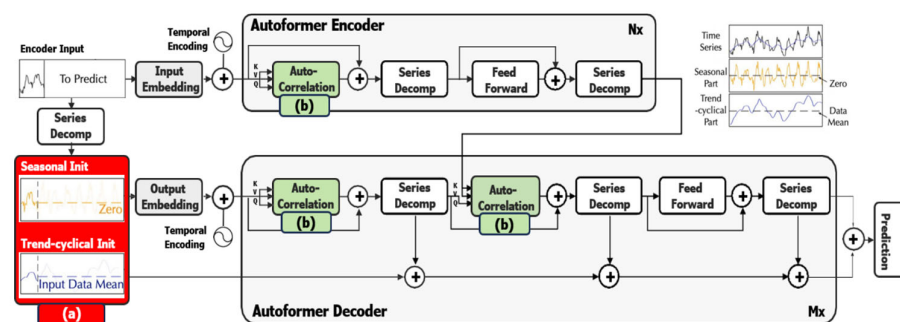 Autoformer Encoder
Nx
Temporal
Encoding
Encoder Input
To Predict
Input
Embedding
K
V
Q
Auto-
Correlation
(b)
Series
Decomp
Feed
Forward
Series
Decomp
Time
Series
Seasonal
Part
Zero
Trend
-cyclical
Part
Data
Mean
Series
Decomp
Seasonal Init
Zero
Trend-cyclical Init
Input Data Mean
(a)
Output
Embedding
Temporal
Encoding
K
V
Q
Auto-
Correlation
(b)
Series
Decomp
K
V
Q
Auto-
Correlation
(b)
Series
Decomp
Feed
Forward
Series
Decomp
Prediction
Autoformer Decoder
Mx